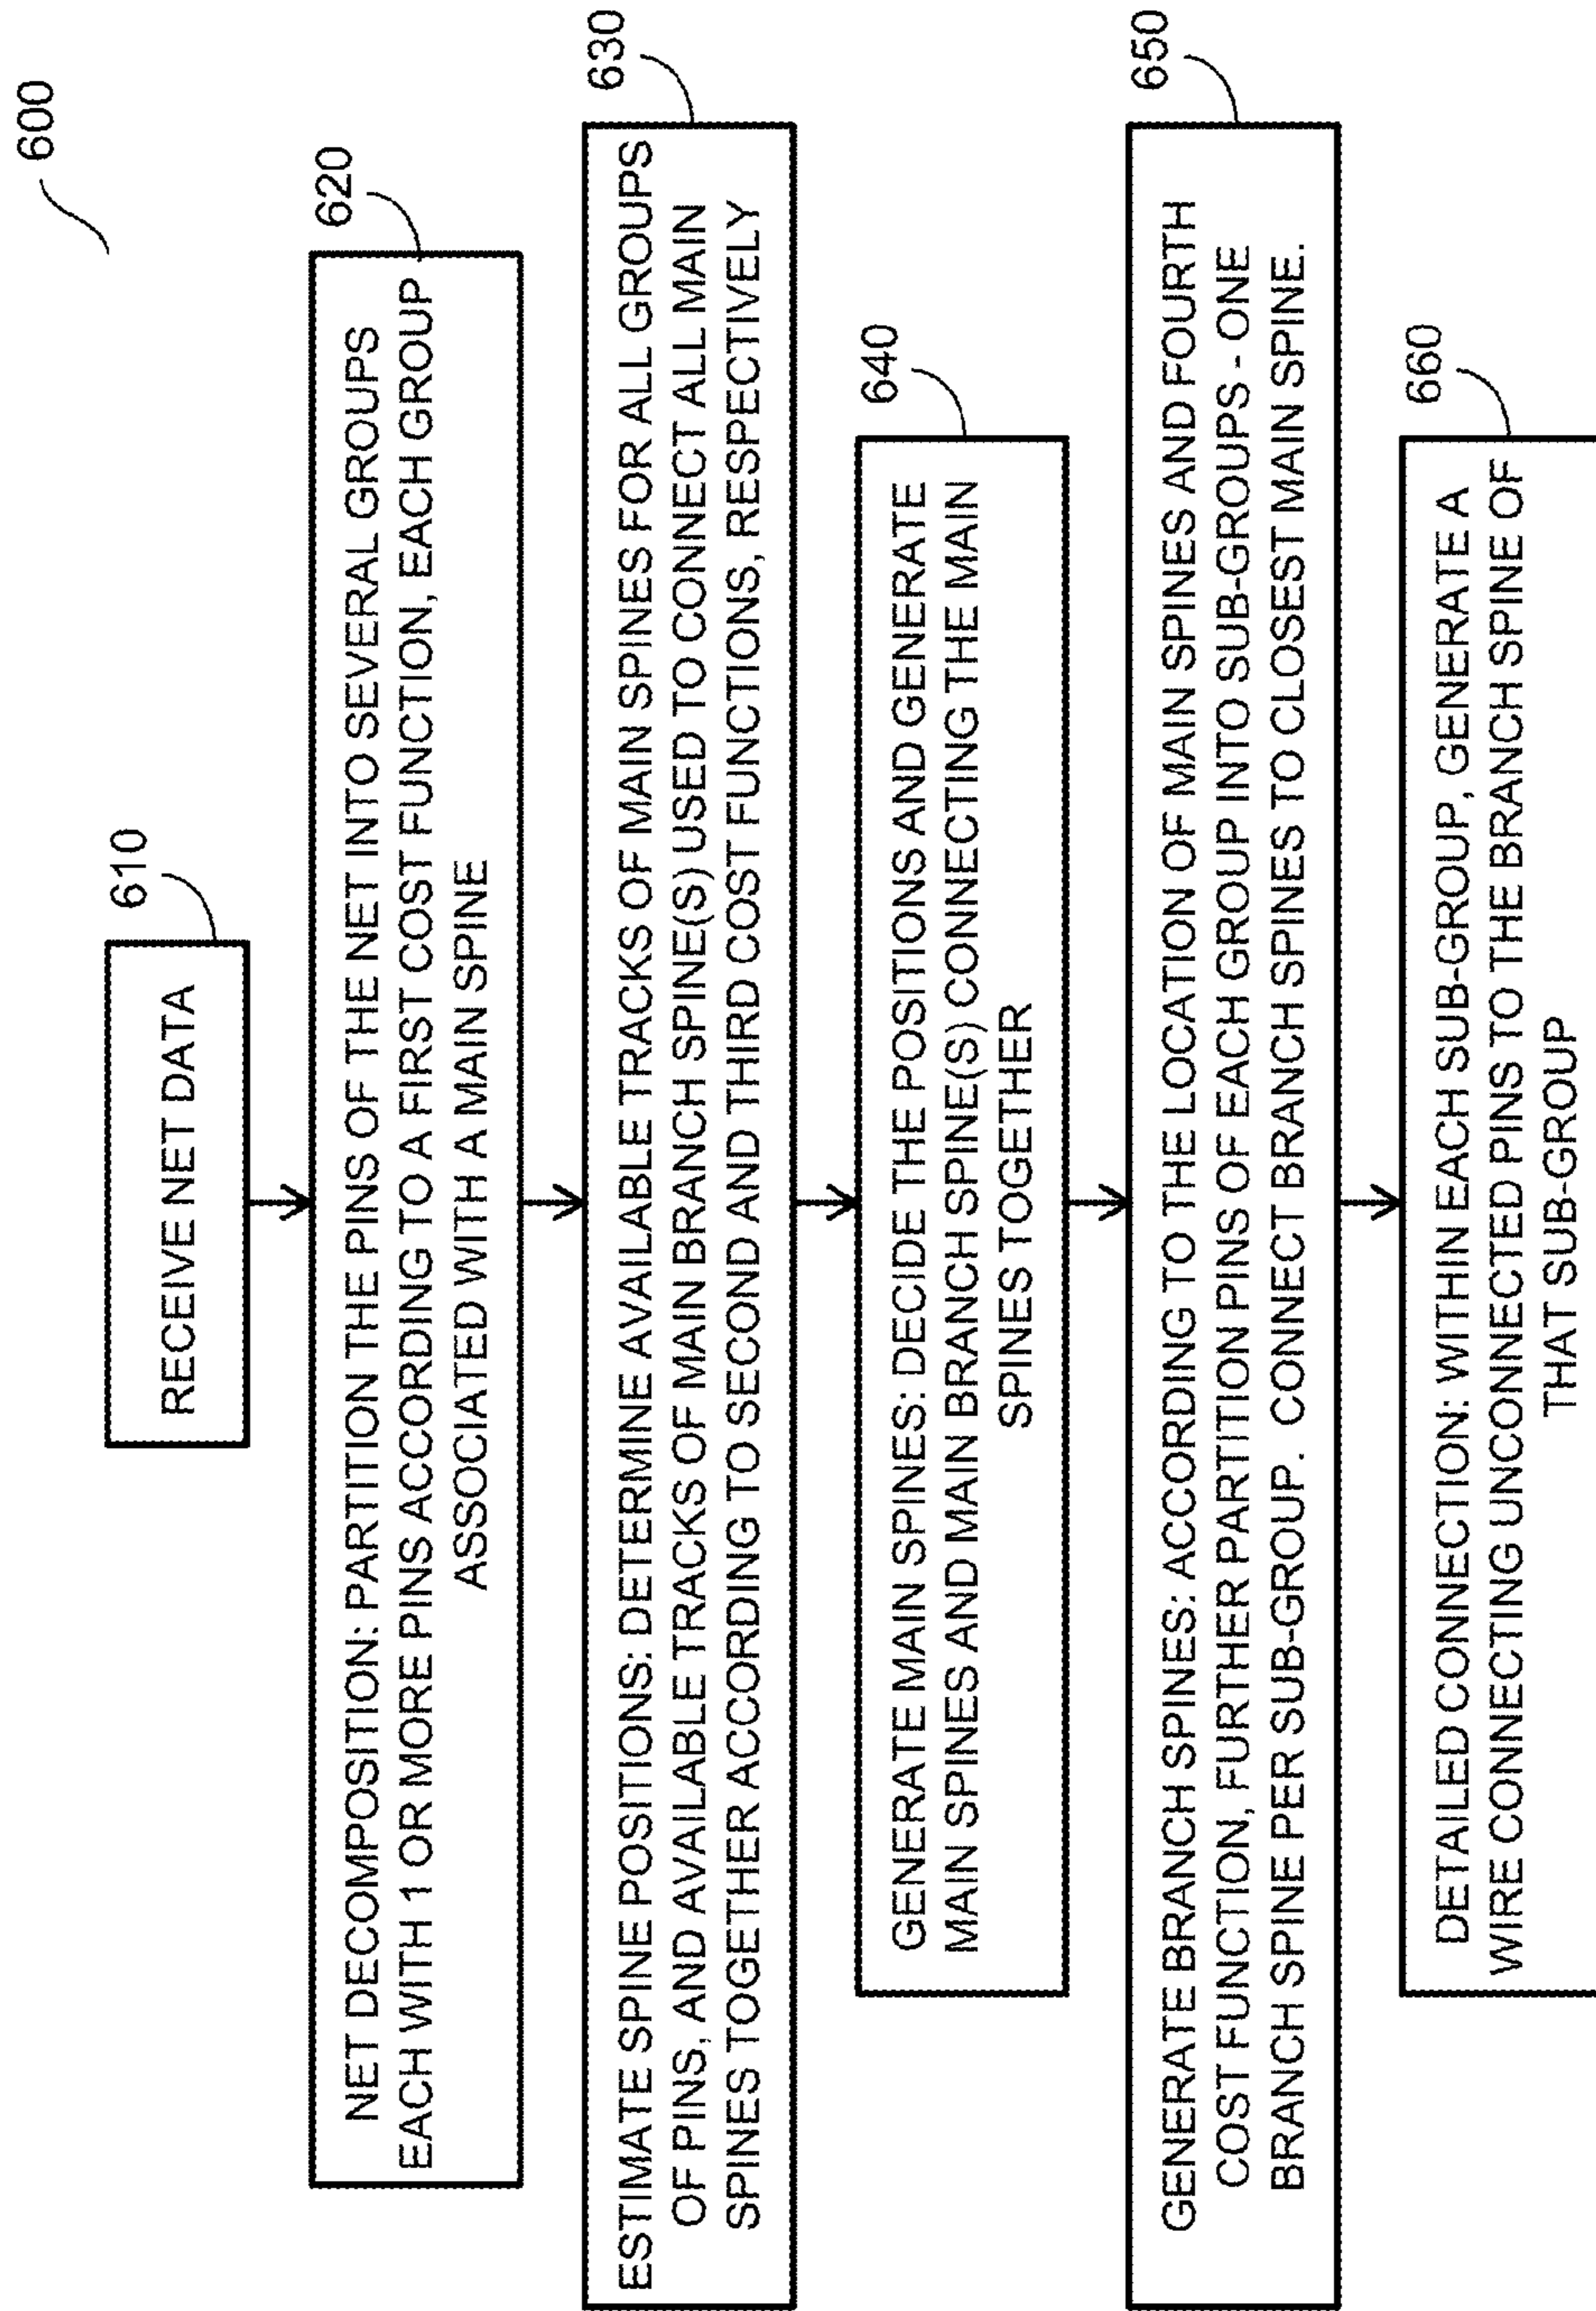 600
610
RECEIVE NET DATA
620
NET DECOMPOSITION: PARTITION THE PINS OF THE NET INTO SEVERAL GROUPS
EACH WITH 1 OR MORE PINS ACCORDING TO A FIRST COST FUNCTION, EACH GROUP
ASSOCIATED WITH A MAIN SPINE
630
ESTIMATE SPINE POSITIONS: DETERMINE AVAILABLE TRACKS OF MAIN SPINES FOR ALL GROUPS
OF PINS, AND AVAILABLE TRACKS OF MAIN BRANCH SPINE(S) USED TO CONNECT ALL MAIN
SPINES TOGETHER ACCORDING TO SECOND AND THIRD COST FUNCTIONS, RESPECTIVELY
640
GENERATE MAIN SPINES: DECIDE THE POSITIONS AND GENERATE
MAIN SPINES AND MAIN BRANCH SPINE(S) CONNECTING THE MAIN
SPINES TOGETHER
650
GENERATE BRANCH SPINES: ACCORDING TO THE LOCATION OF MAIN SPINES AND FOURTH
COST FUNCTION, FURTHER PARTITION PINS OF EACH GROUP INTO SUB-GROUPS - ONE
BRANCH SPINE PER SUB-GROUP. CONNECT BRANCH SPINES TO CLOSEST MAIN SPINE.
660
DETAILED CONNECTION: WITHIN EACH SUB-GROUP, GENERATE A
WIRE CONNECTING UNCONNECTED PINS TO THE BRANCH SPINE OF
THAT SUB-GROUP